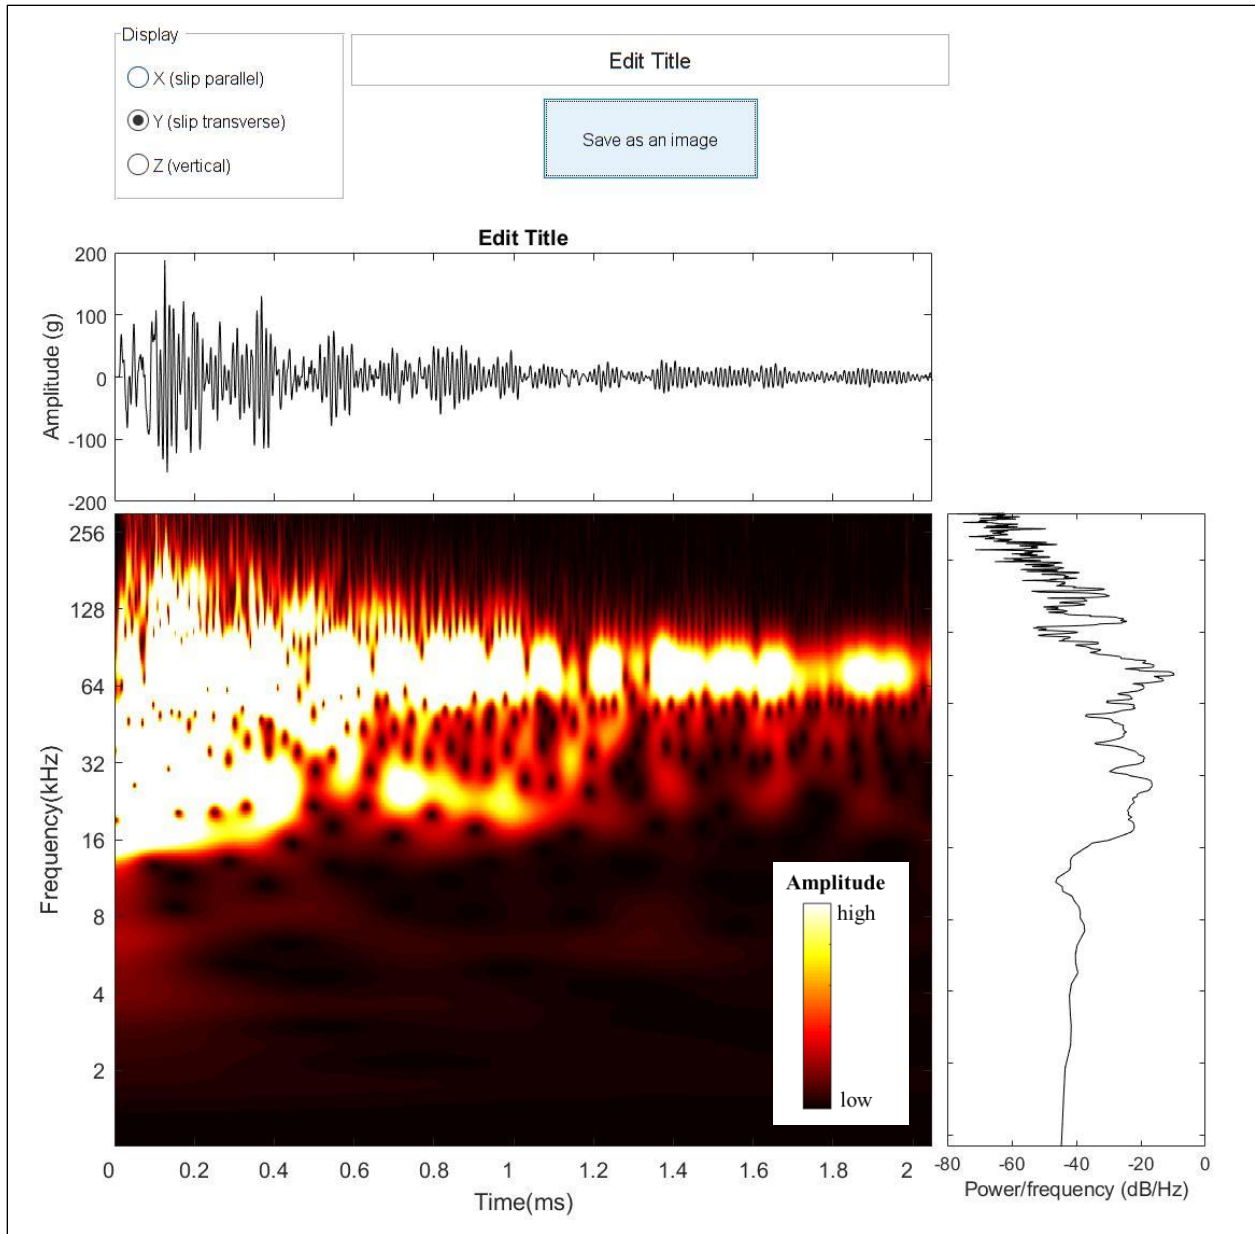 Display
X (slip parallel)
Y (slip transverse)
Z (vertical)
Edit Title
Save as an image
Edit Title
Amplitude (g)
200
100
0
-100
-200
Frequency(kHz)
256
128
64
32
16
8
4
2
Amplitude
high
low
0 0.2 0.4 0.6 0.8 1 1.2 1.4 1.6 1.8 2
Time(ms)
-80 -60 -40 -20 0
Power/frequency (dB/Hz)